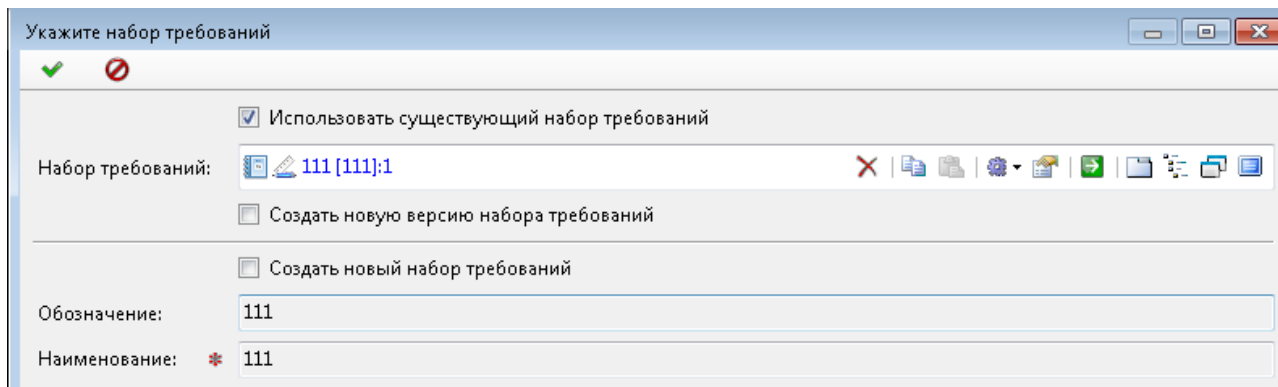 Укажите набор требований
Использовать существующий набор требований
Набор требований: 111 [111]:1
Создать новую версию набора требований
Создать новый набор требований
Обозначение: 111
Наименование: * 111